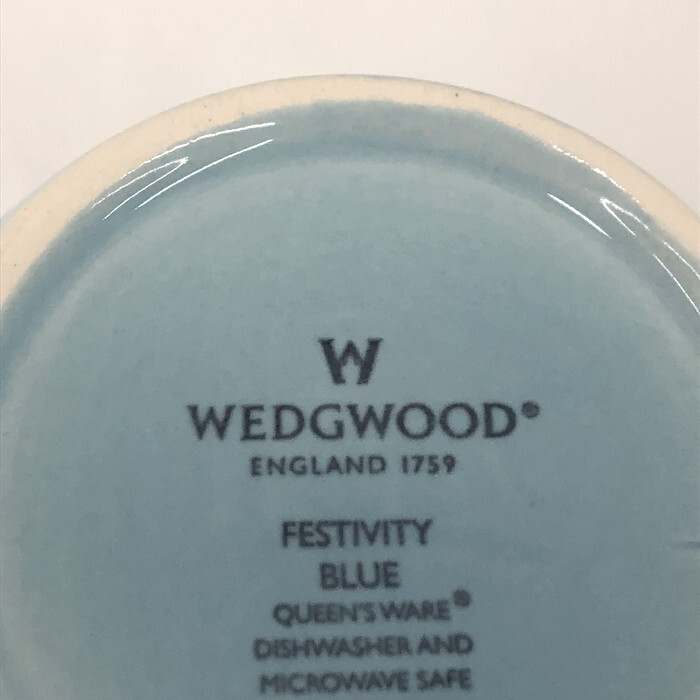 W
WEDGWOOD®
ENGLAND 1759
FESTIVITY
BLUE
QUEEN'S WARE®
DISHWASHER AND
MICROWAVE SAFE